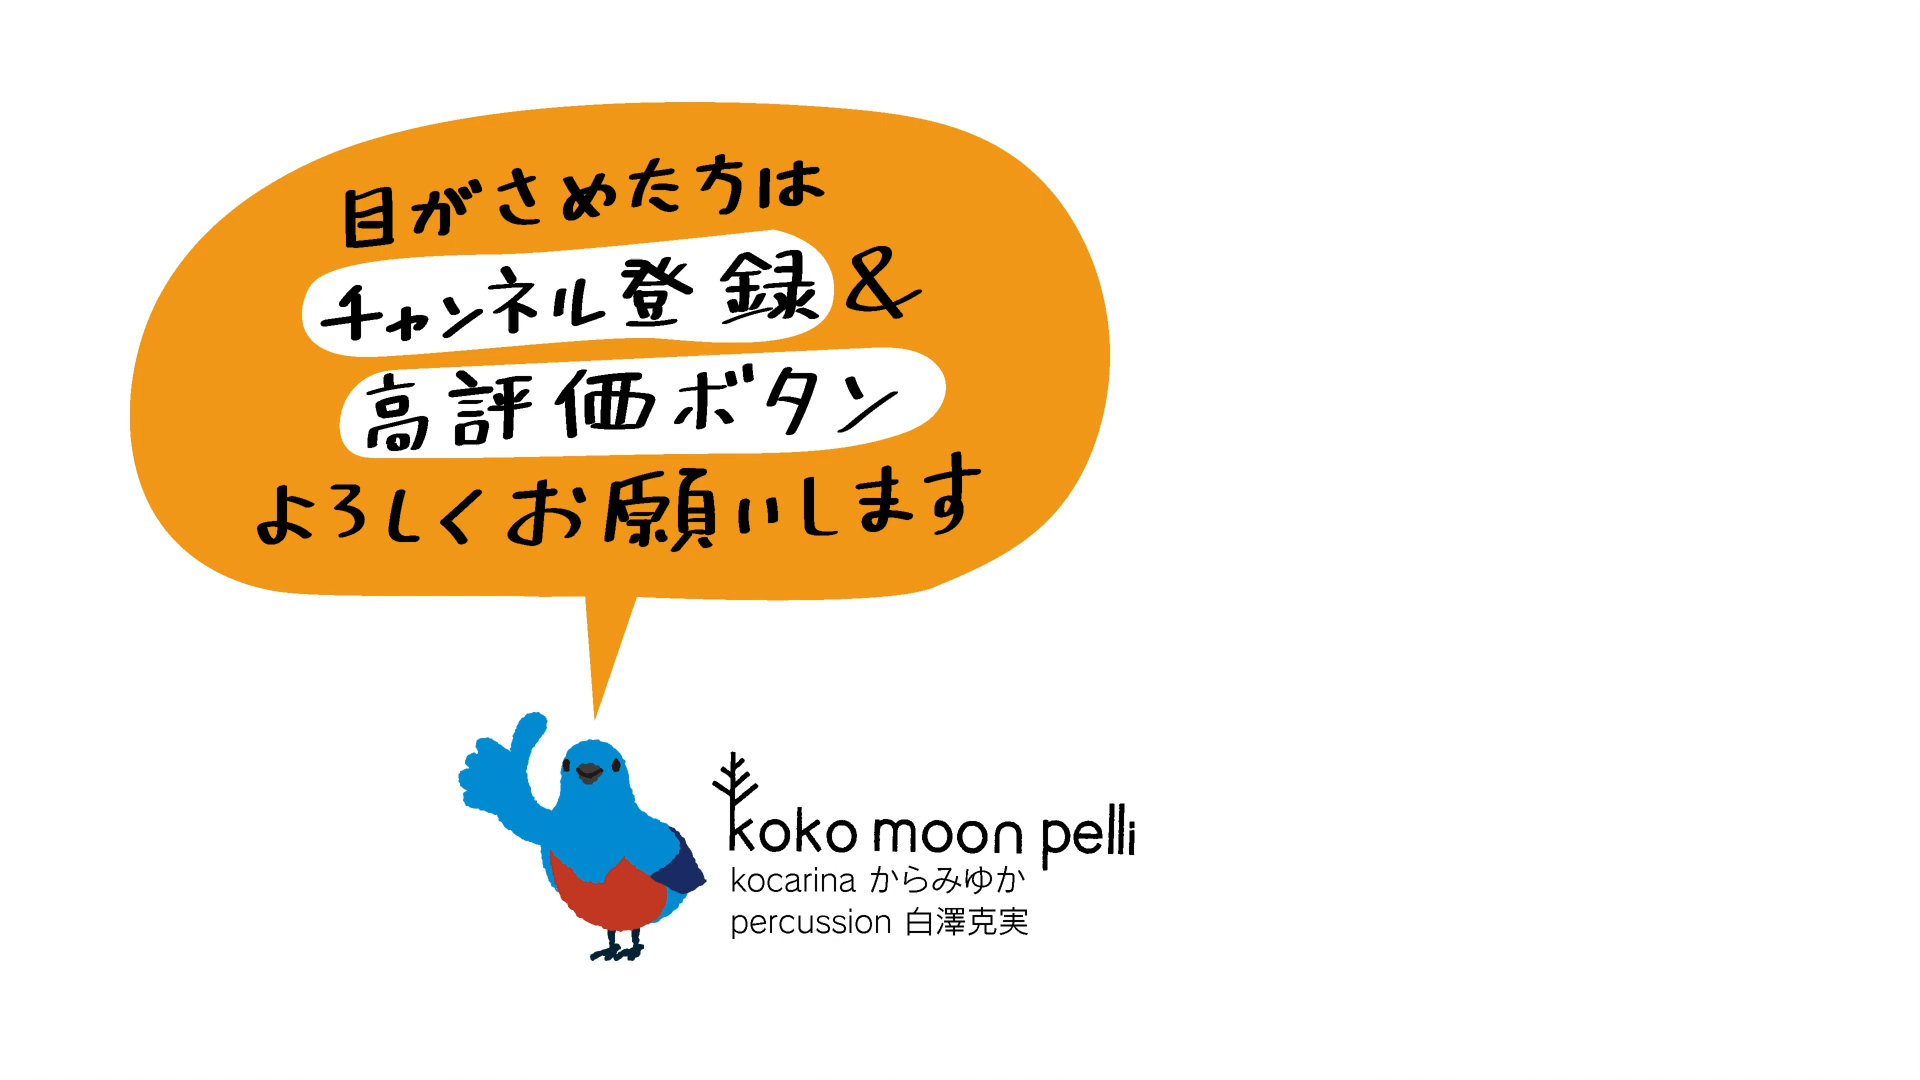 目がさめた方は
チャンネル登録&
高評価ボタン
よろしくお願いします
koko moon pelli
kocarina からみゆか
percussion 白澤克実